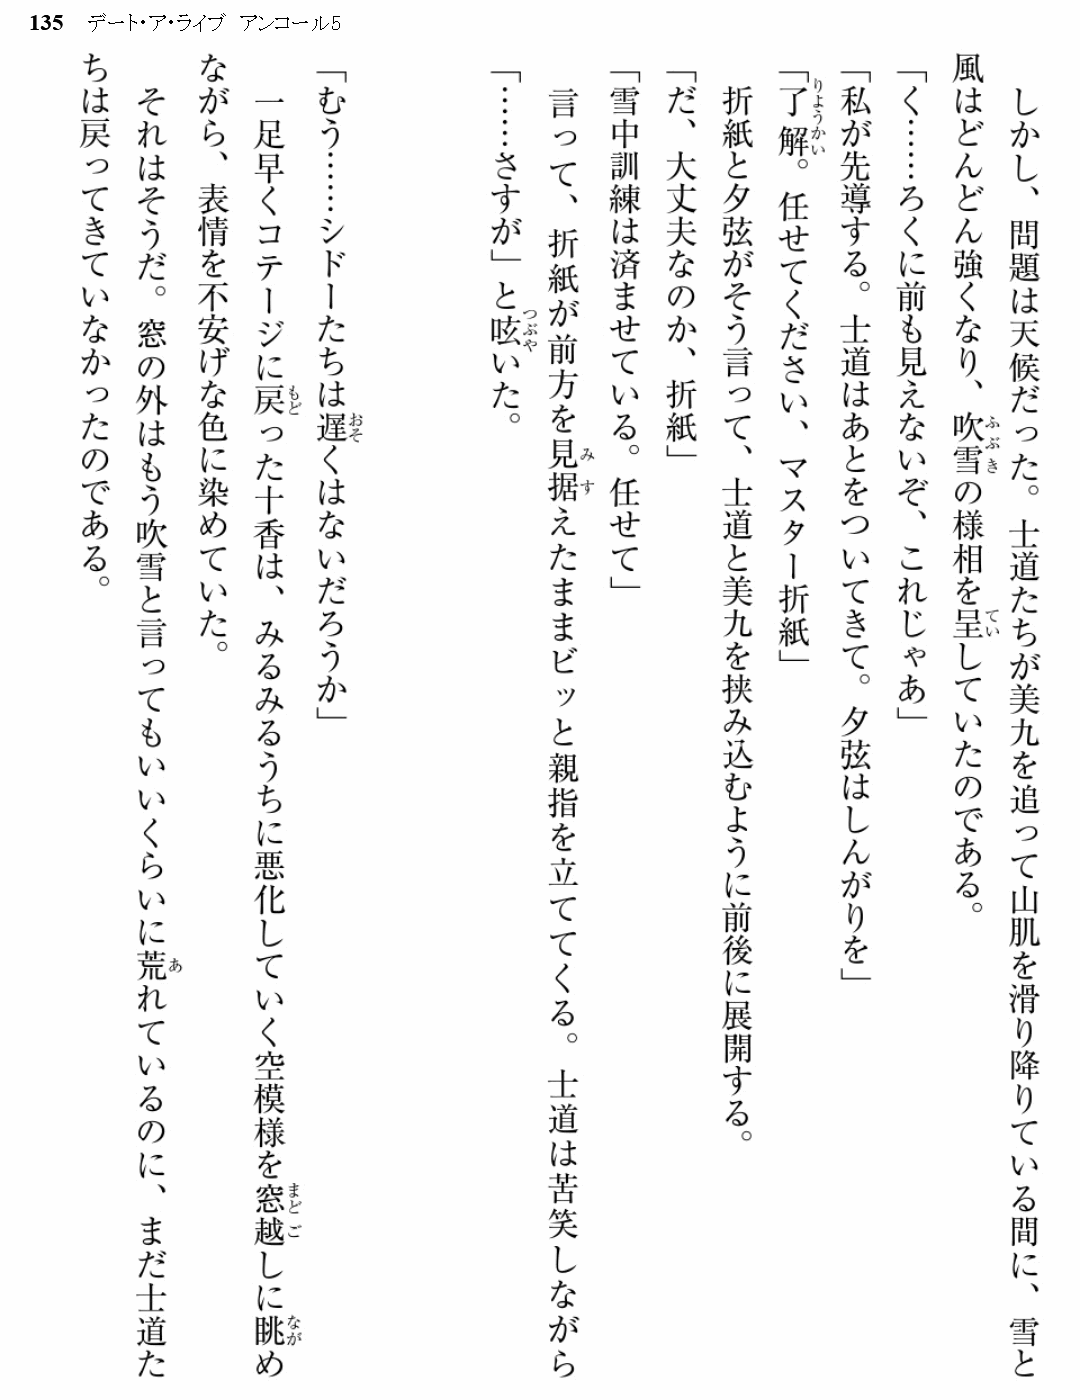 135 デート・ア・ライブ アンコール5
しかし、問題は天候だった。士道たちが美九を追って山肌を滑り降りている間に、雪と
風はどんどん強くなり、吹雪の様相を呈していたのである。
「く……ろくに前も見えないぞ、これじゃあ」
「私が先導する。士道はあとをついてきて。夕弦はしんがりを」
「了解。任せてください、マスター折紙」
折紙と夕弦がそう言って、士道と美九を挟み込むように前後に展開する。
「だ、大丈夫なのか、折紙」
「雪中訓練は済ませている。任せて」
言って、折紙が前方を見据えたままビッと親指を立ててくる。士道は苦笑しながら
「……さすが」と呟いた。
「むう……シドーたちは遅くはないだろうか」
一足早くコテージに戻った十香は、みるみるうちに悪化していく空模様を窓越しに眺め
ながら、表情を不安げな色に染めていた。
それはそうだ。窓の外はもう吹雪と言ってもいいくらいに荒れているのに、まだ士道た
ちは戻ってきていなかったのである。